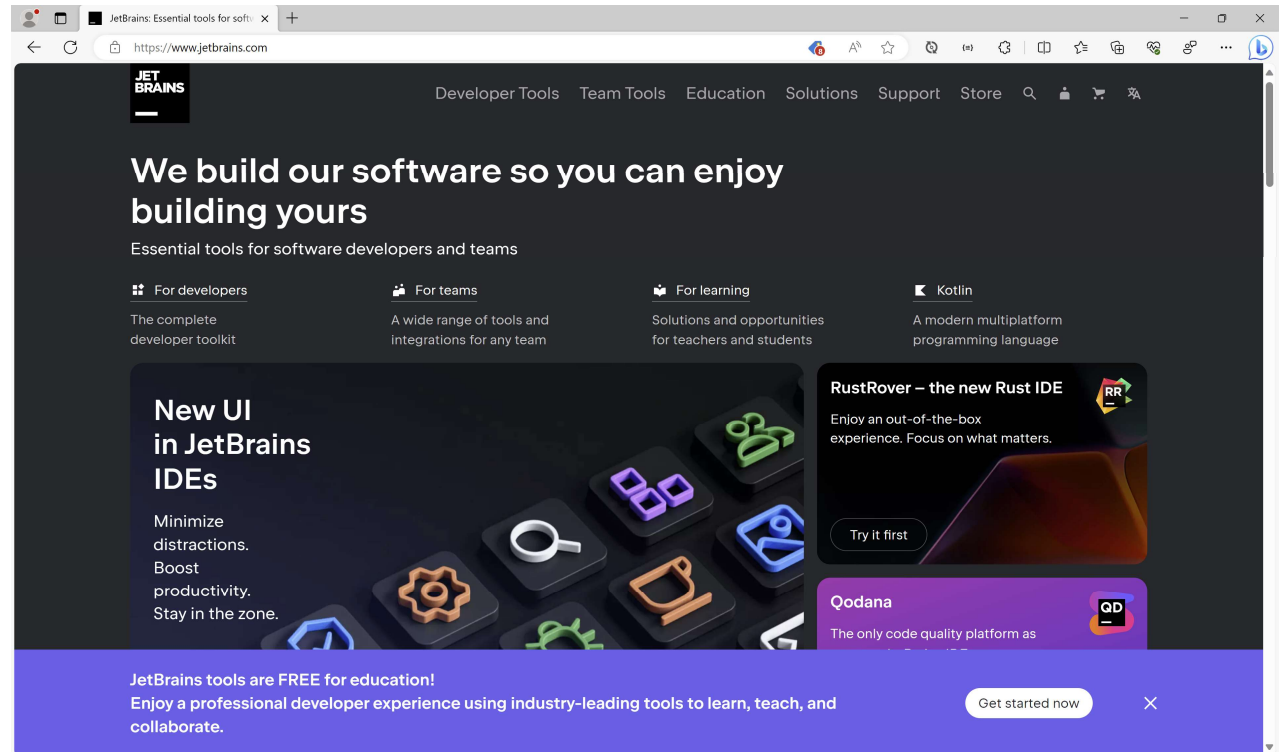 JetBrains: Essential tools for softw
https://www.jetbrains.com
8
JET
BRAINS
Developer Tools Team Tools Education Solutions Support Store
We build our software so you can enjoy
building yours
Essential tools for software developers and teams
For developers
The complete
developer toolkit
For teams
A wide range of tools and
integrations for any team
For learning
Solutions and opportunities
for teachers and students
Kotlin
A modern multiplatform
programming language
New UI
in JetBrains
IDEs
Minimize
distractions.
Boost
productivity.
Stay in the zone.
RustRover – the new Rust IDE
RR
Enjoy an out-of-the-box
experience. Focus on what matters.
Try it first
Qodana
QD
The only code quality platform as
JetBrains tools are FREE for education!
Enjoy a professional developer experience using industry-leading tools to learn, teach, and
collaborate.
Get started now